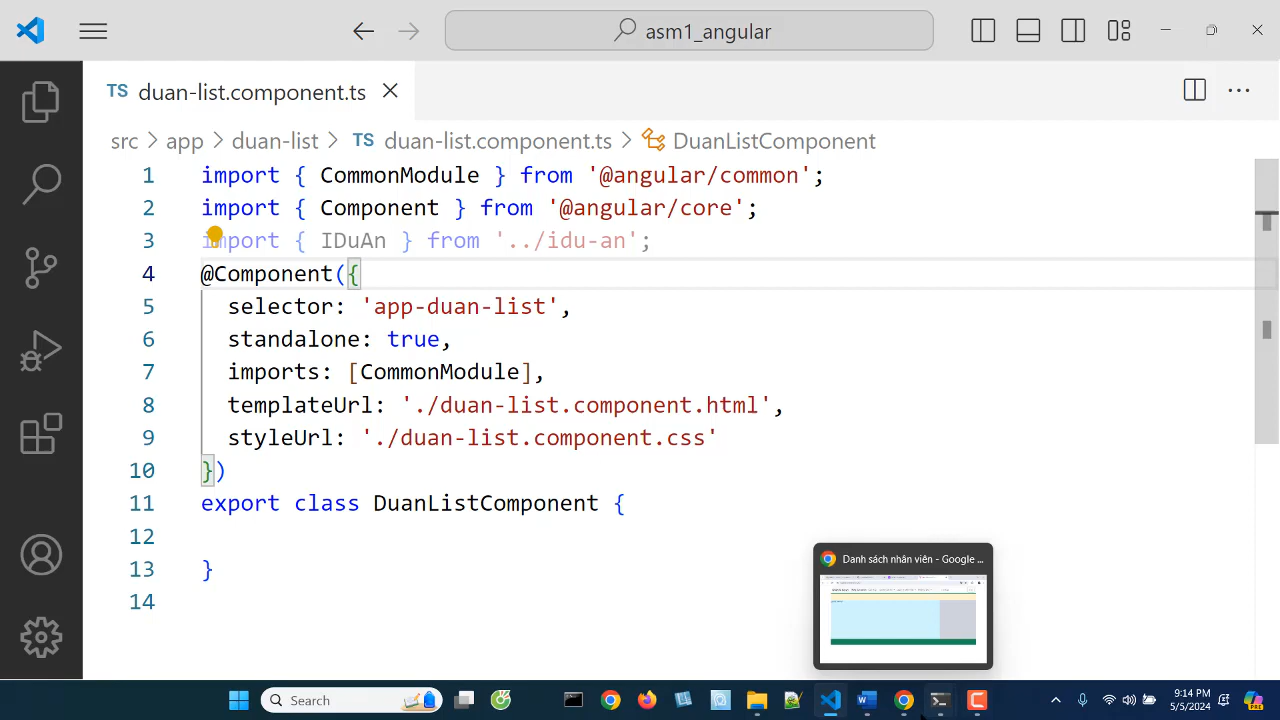 asm1_angular
TS duan-list.component.ts
src > app > duan-list > TS duan-list.component.ts > DuanListComponent
1 import { CommonModule } from '@angular/common';
2 import { Component } from '@angular/core';
3 import { IDuAn } from '../idu-an';
4 @Component({
5 selector: 'app-duan-list',
6 standalone: true,
7 imports: [CommonModule],
8 templateUrl: './duan-list.component.html',
9 styleUrl: './duan-list.component.css'
10 })
11 export class DuanListComponent {
12
13 }
14
Danh sách nhân viên - Google ...
Search
9:14 PM
5/5/2024